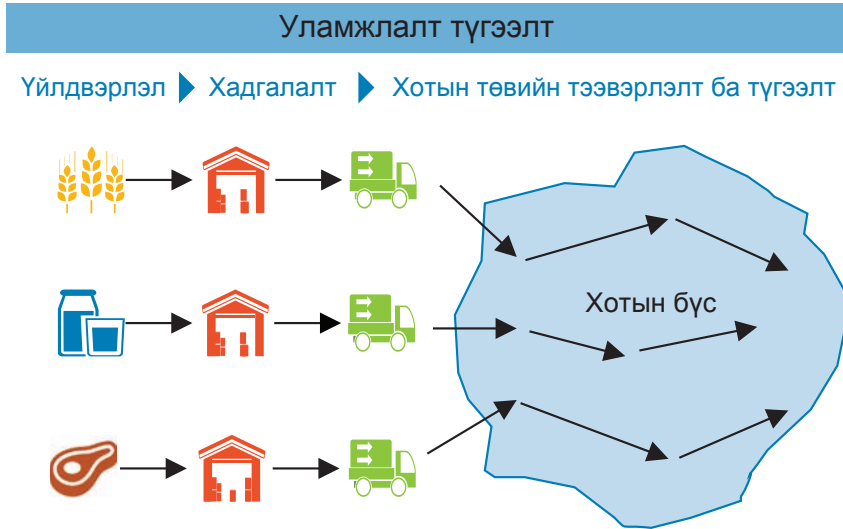 Уламжлалт түгээлт
Үйлдвэрлэл Хадгалалт Хотын төвийн тээвэрлэлт ба түгээлт
Хотын бүс